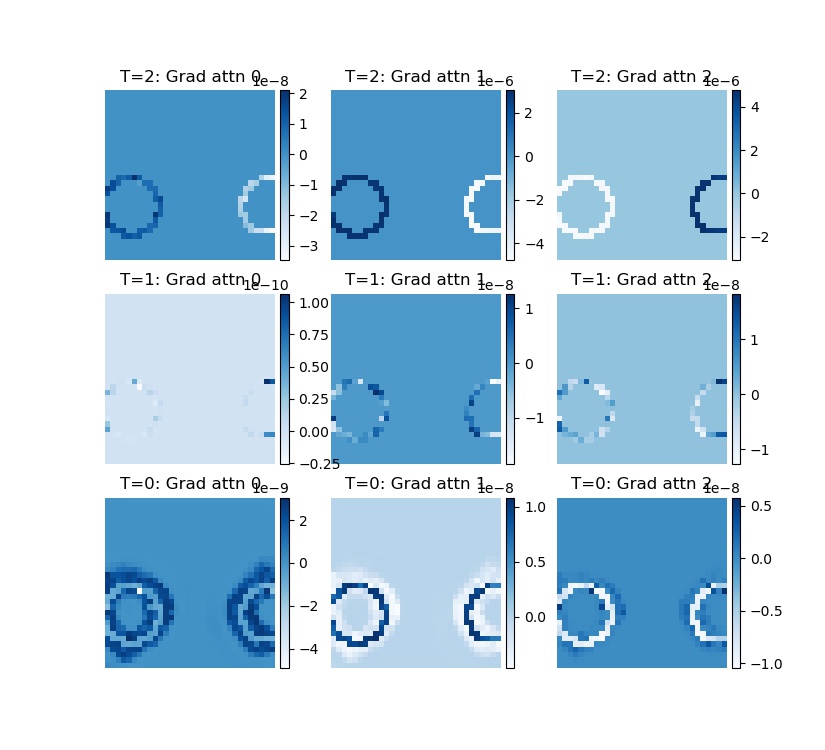 T=2: Grad attn 0
1e−8
T=2: Grad attn 1
1e−6
T=2: Grad attn 2
1e−6
2
1
0
−1
−2
−3
2
0
−2
−4
4
2
0
−2
T=1: Grad attn 0
1e−10
T=1: Grad attn 1
1e−8
T=1: Grad attn 2
1e−8
1.00
0.75
0.50
0.25
0.00
−0.25
1
0
−1
1
0
−1
T=0: Grad attn 0
1e−9
T=0: Grad attn 1
1e−8
T=0: Grad attn 2
1e−8
2
0
−2
−4
1.0
0.5
0.0
0.5
0.0
−0.5
−1.0